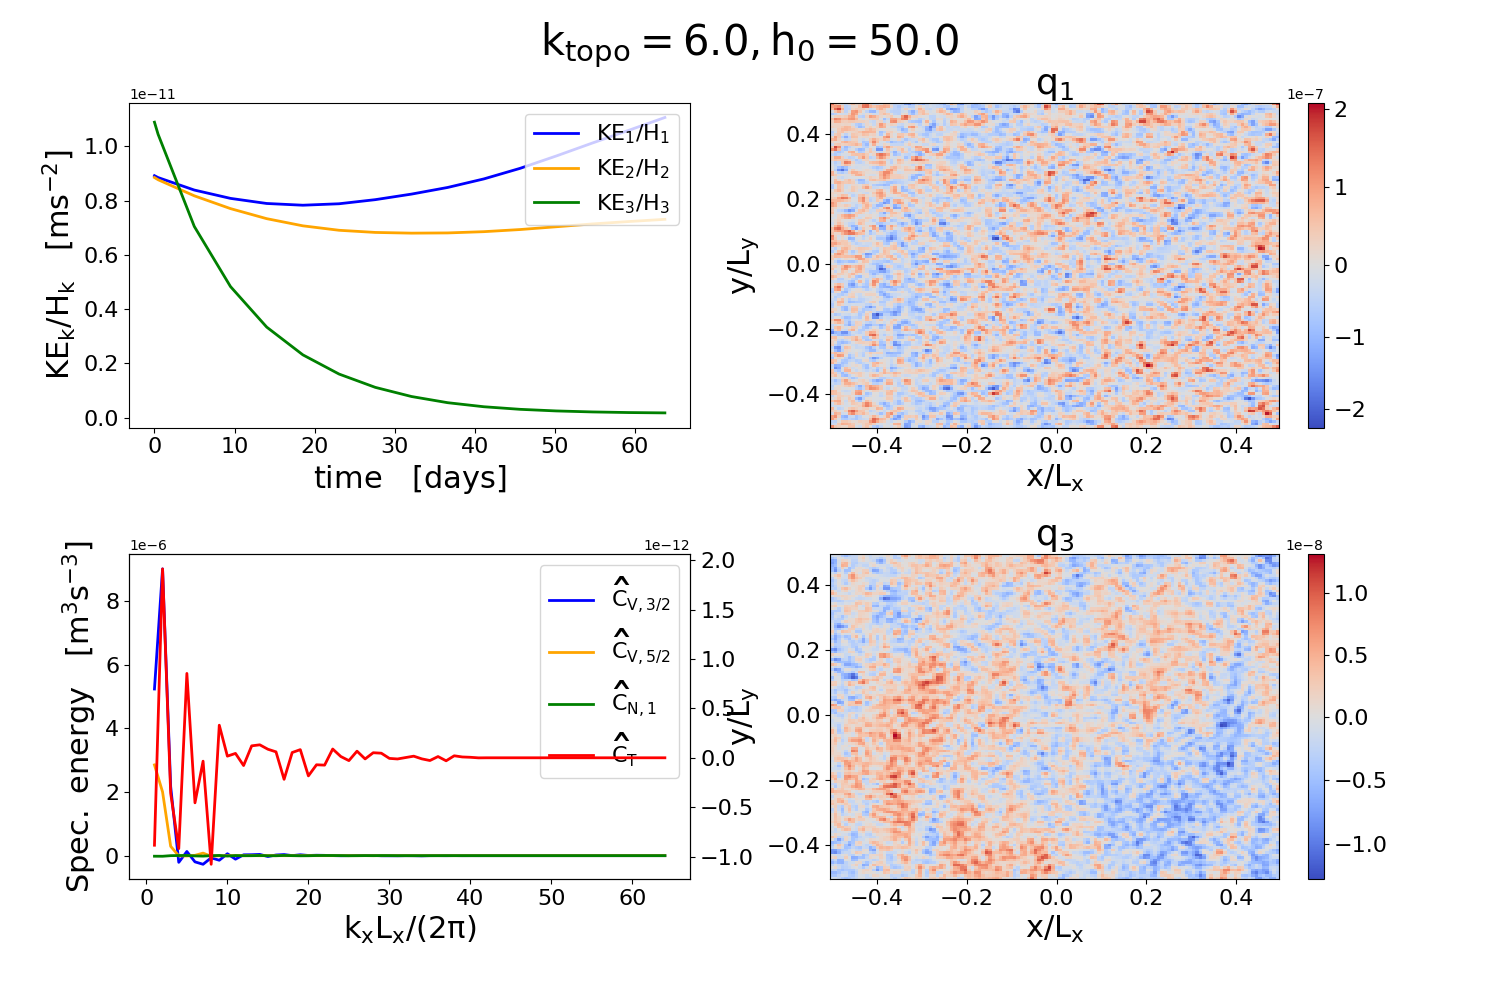 k_topo = 6.0, h_0 = 50.0
1e−11
KE_k/H_k [ms^−2]
1.0
0.8
0.6
0.4
0.2
0.0
KE_1/H_1
KE_2/H_2
KE_3/H_3
0 10 20 30 40 50 60
time [days]
q_1
1e−7
y/L_y
0.4
0.2
0.0
−0.2
−0.4
2
1
0
−1
−2
−0.4 −0.2 0.0 0.2 0.4
x/L_x
1e−6
1e−12
Spec. energy [m^3s^−3]
8
6
4
2
0
Ĉ_V,3/2
Ĉ_V,5/2
Ĉ_N,1
Ĉ_T
2.0
1.5
1.0
0.5
0.0
−0.5
−1.0
0 10 20 30 40 50 60
k_xL_x/(2π)
q_3
1e−8
y/L_y
0.4
0.2
0.0
−0.2
−0.4
1.0
0.5
0.0
−0.5
−1.0
−0.4 −0.2 0.0 0.2 0.4
x/L_x